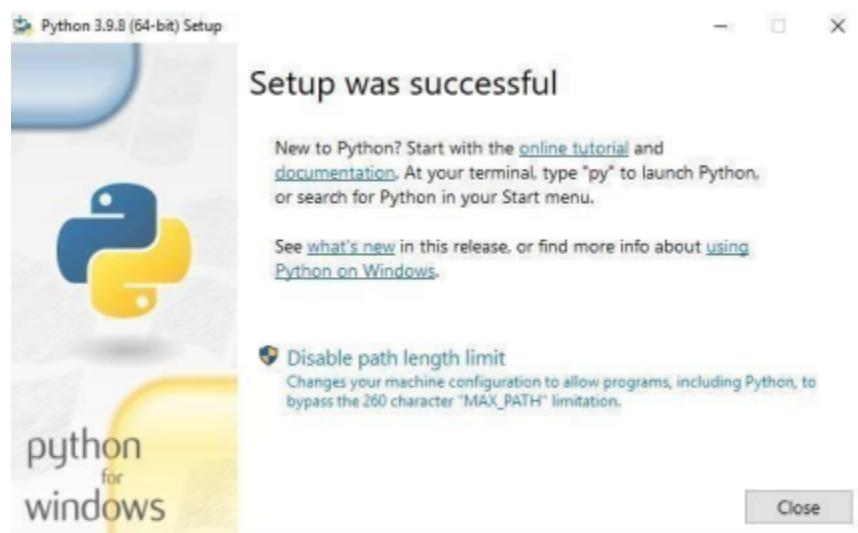 Python 3.9.8 (64-bit) Setup
Setup was successful
New to Python? Start with the online tutorial and
documentation. At your terminal, type "py" to launch Python,
or search for Python in your Start menu.
See what's new in this release, or find more info about using
Python on Windows.
Disable path length limit
Changes your machine configuration to allow programs, including Python, to
bypass the 260 character "MAX_PATH" limitation.
python
for
windows
Close